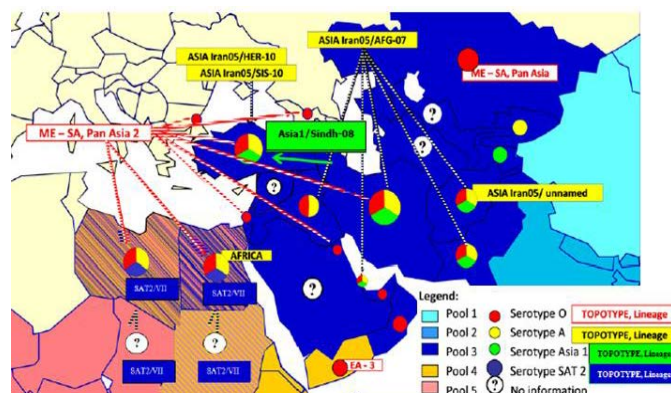 ASIA Iran05/AFG-07
ASIA Iran05/HER-10
ASIA Iran05/SIS-10
ME – SA, Pan Asia
ME – SA, Pan Asia 2
Asia1/Sindh-08
?
?
?
ASIA Iran05/ unnamed
AFRICA
SAT2/VII
SAT2/VII
?
?
?
SAT2/VII
SAT2/VII
EA - 3
Legend:
Pool 1
Pool 2
Pool 3
Pool 4
Pool 5
Serotype O
Serotype A
Serotype Asia 1
Serotype SAT 2
? No information
TOPOTYPE, Lineage
TOPOTYPE, Lineage
TOPOTYPE, Lineage
TOPOTYPE, Lineage